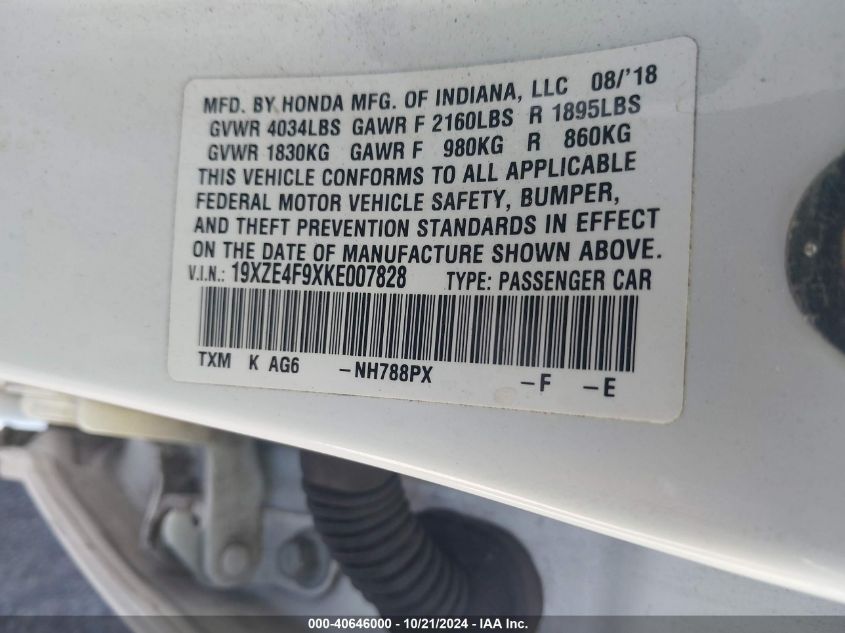 MFD. BY HONDA MFG. OF INDIANA, LLC 08/'18
GVWR 4034LBS GAWR F 2160LBS R 1895LBS
GVWR 1830KG GAWR F 980KG R 860KG
THIS VEHICLE CONFORMS TO ALL APPLICABLE
FEDERAL MOTOR VEHICLE SAFETY, BUMPER,
AND THEFT PREVENTION STANDARDS IN EFFECT
ON THE DATE OF MANUFACTURE SHOWN ABOVE.
V.I.N.: 19XZE4F9XKE007828 TYPE: PASSENGER CAR
TXM K AG6 -NH788PX -F -E
000-40646000 - 10/21/2024 - IAA Inc.